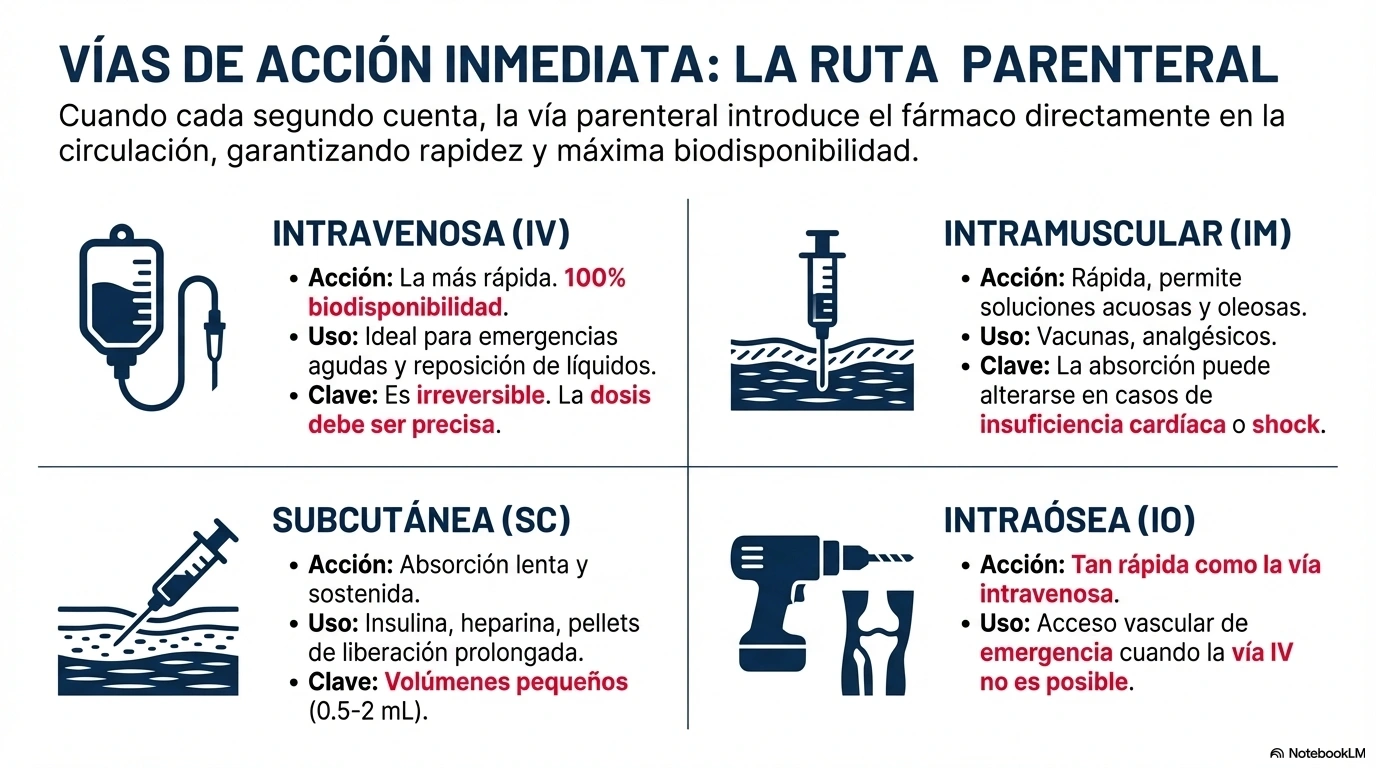 VÍAS DE ACCIÓN INMEDIATA: LA RUTA PARENTERAL
Cuando cada segundo cuenta, la vía parenteral introduce el fármaco directamente en la
circulación, garantizando rapidez y máxima biodisponibilidad.
INTRAVENOSA (IV)
• Acción: La más rápida. 100%
biodisponibilidad.
• Uso: Ideal para emergencias
agudas y reposición de líquidos.
• Clave: Es irreversible. La dosis
debe ser precisa.
INTRAMUSCULAR (IM)
• Acción: Rápida, permite
soluciones acuosas y oleosas.
• Uso: Vacunas, analgésicos.
• Clave: La absorción puede
alterarse en casos de
insuficiencia cardíaca o shock.
SUBCUTÁNEA (SC)
• Acción: Absorción lenta y
sostenida.
• Uso: Insulina, heparina, pellets
de liberación prolongada.
• Clave: Volúmenes pequeños
(0.5-2 mL).
INTRAÓSEA (IO)
• Acción: Tan rápida como la vía
intravenosa.
• Uso: Acceso vascular de
emergencia cuando la vía IV
no es posible.
NotebookLM